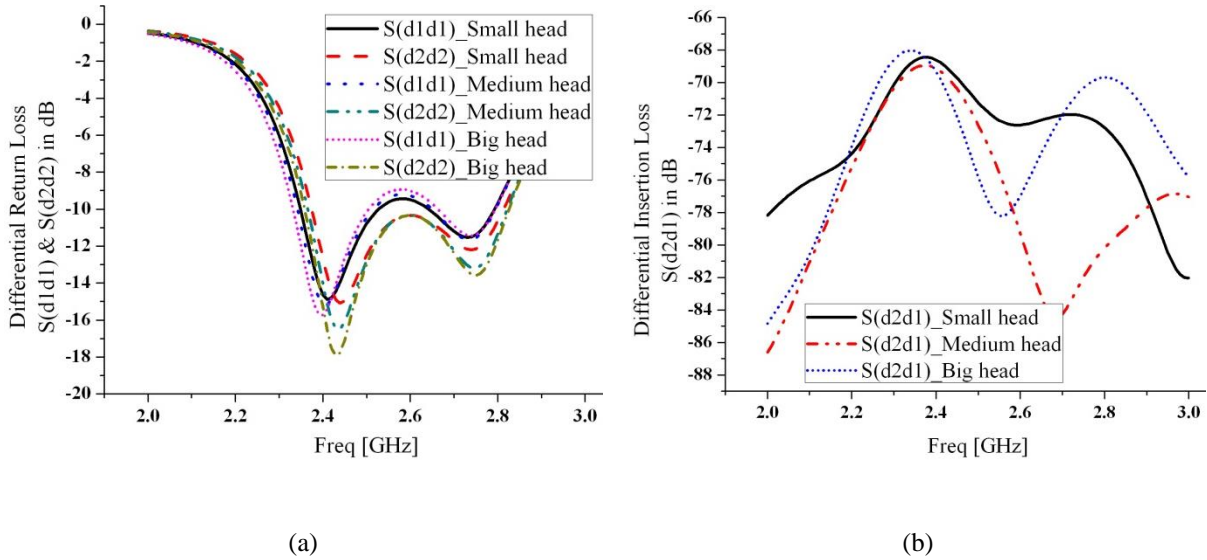 Differential Return Loss
S(d1d1) & S(d2d2) in dB
0
-2
-4
-6
-8
-10
-12
-14
-16
-18
-20
S(d1d1)_Small head
S(d2d2)_Small head
S(d1d1)_Medium head
S(d2d2)_Medium head
S(d1d1)_Big head
S(d2d2)_Big head
2.0 2.2 2.4 2.6 2.8 3.0
Freq [GHz]
(a)
Differential Insertion Loss
S(d2d1) in dB
-64
-68
-72
-76
-78
-80
-82
-84
-86
-88
S(d2d1)_Small head
S(d2d1)_Medium head
S(d2d1)_Big head
2.0 2.2 2.4 2.6 2.8 3.0
Freq [GHz]
(b)